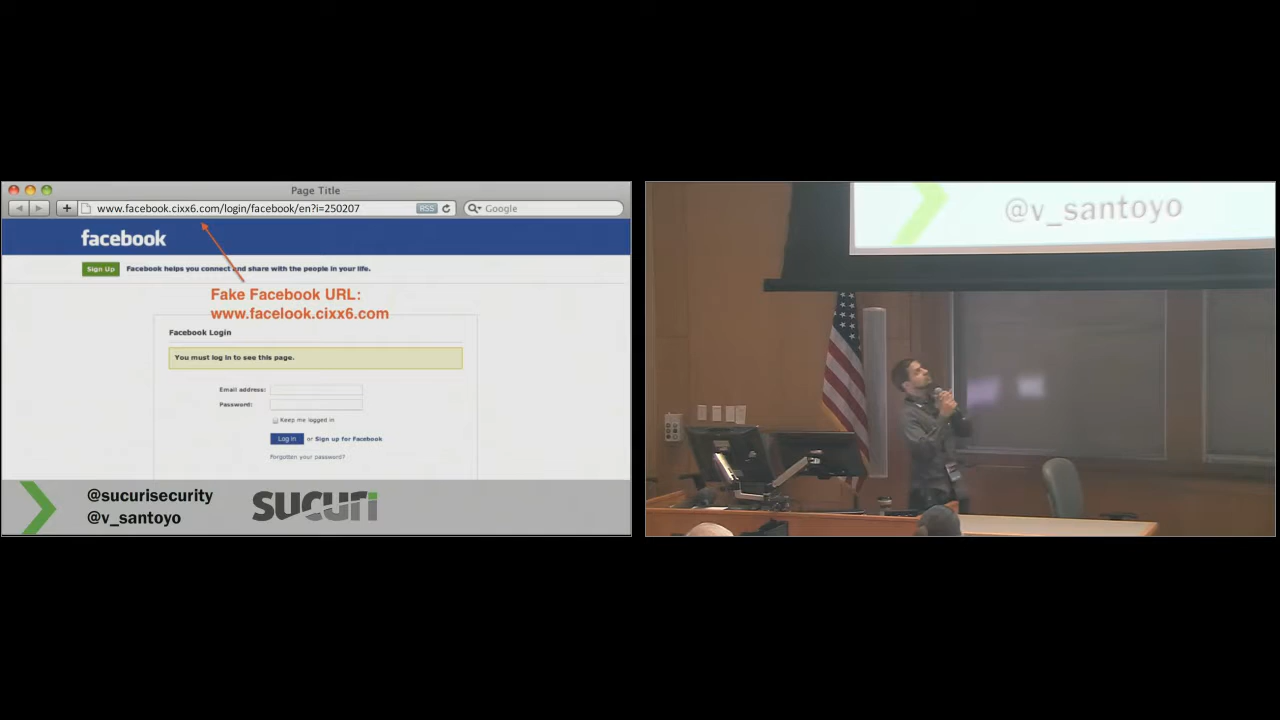 Page Title
www.facebook.cixx6.com/login/facebook/en?i=250207
RSS
Google
facebook
Sign Up
Facebook helps you connect and share with the people in your life.
Fake Facebook URL:
www.facelook.cixx6.com
Facebook Login
You must log in to see this page.
Email address:
Password:
Keep me logged in
Log in or Sign up for Facebook
Forgotten your password?
@sucurisecurity
@v_santoyo
sucuri
@v_santoyo